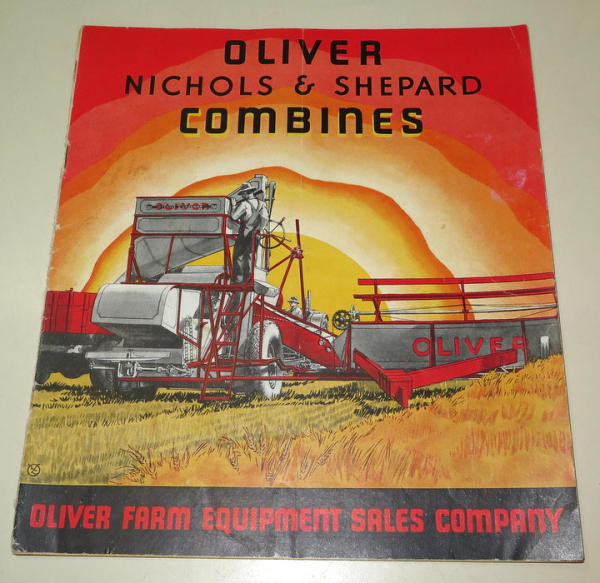 OLIVER
NICHOLS & SHEPARD
COMBINES
OLIVER
OLIVER
OLIVER FARM EQUIPMENT SALES COMPANY